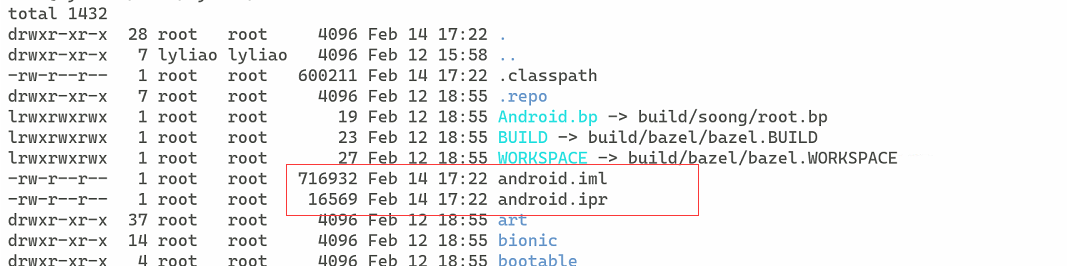 total 1432
drwxr-xr-x 28 root root 4096 Feb 14 17:22 .
drwxr-xr-x 7 lyliao lyliao 4096 Feb 12 15:58 ..
-rw-r--r-- 1 root root 600211 Feb 14 17:22 .classpath
drwxr-xr-x 7 root root 4096 Feb 12 18:55 .repo
lrwxrwxrwx 1 root root 19 Feb 12 18:55 Android.bp -> build/soong/root.bp
lrwxrwxrwx 1 root root 23 Feb 12 18:55 BUILD -> build/bazel/bazel.BUILD
lrwxrwxrwx 1 root root 27 Feb 12 18:55 WORKSPACE -> build/bazel/bazel.WORKSPACE
-rw-r--r-- 1 root root 716932 Feb 14 17:22 android.iml
-rw-r--r-- 1 root root 16569 Feb 14 17:22 android.ipr
drwxr-xr-x 37 root root 4096 Feb 12 18:55 art
drwxr-xr-x 14 root root 4096 Feb 12 18:55 bionic
drwxr-xr-x 4 root root 4096 Feb 12 18:55 bootable